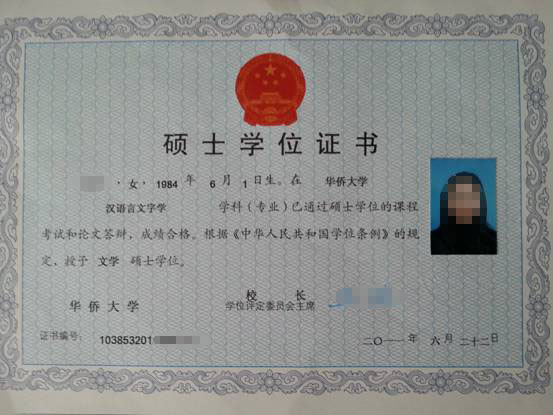 硕士学位证书
，女，1984 年 6 月 1 日生。在 华侨大学
汉语言文字学 学科（专业）已通过硕士学位的课程
考试和论文答辩，成绩合格。根据《中华人民共和国学位条例》的规
定，授予 文学 硕士学位。
校 长
华侨大学 学位评定委员会主席
证书编号： 103853201
二〇一一年 六 月 二十二日